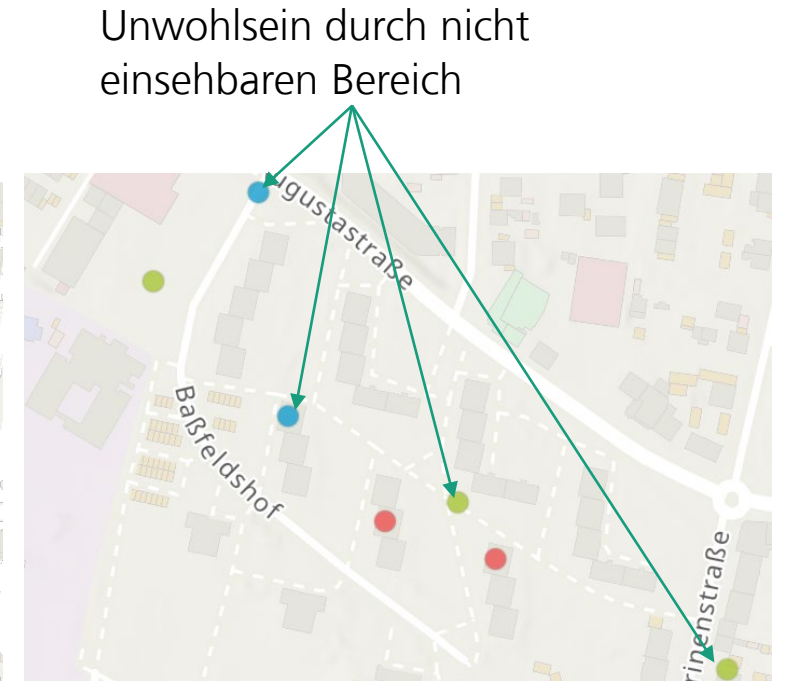 Unwohlsein durch nicht
einsehbaren Bereich
ugustastraße
Baßfeldshof
rinenstraße